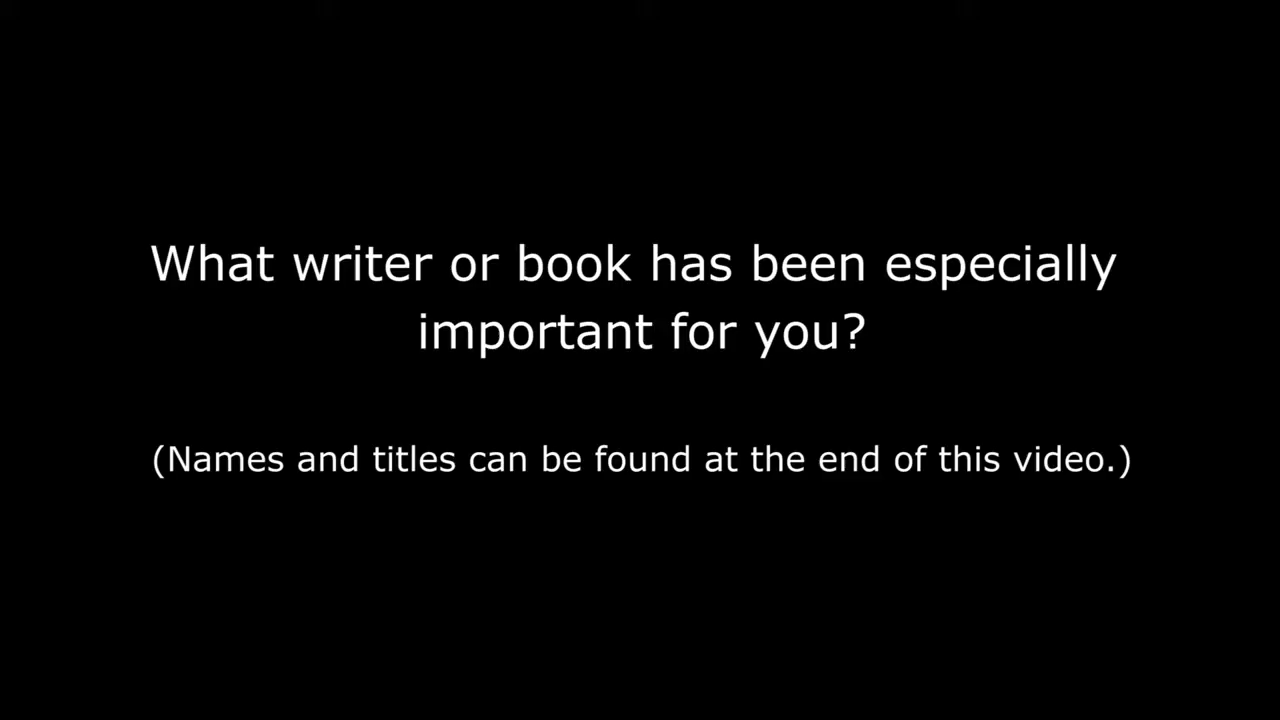 What writer or book has been especially
important for you?
(Names and titles can be found at the end of this video.)